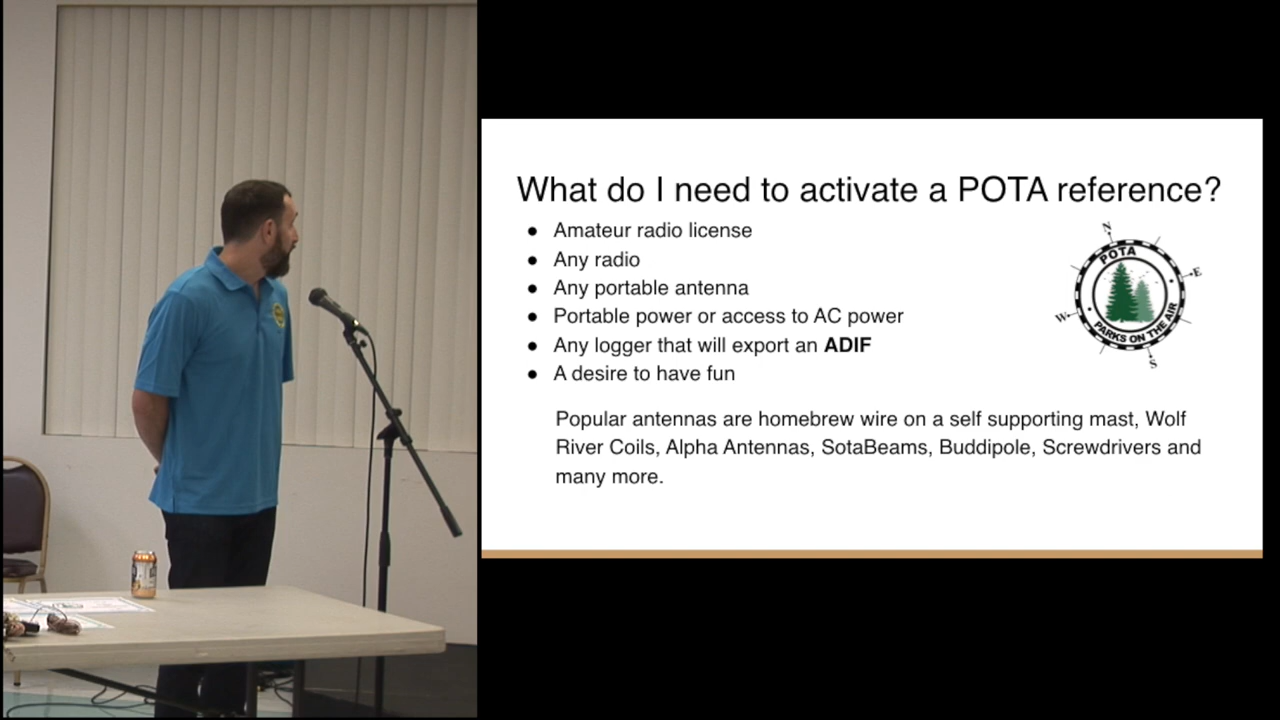 What do I need to activate a POTA reference?
● Amateur radio license
● Any radio
● Any portable antenna
● Portable power or access to AC power
● Any logger that will export an ADIF
● A desire to have fun
Popular antennas are homebrew wire on a self supporting mast, Wolf
River Coils, Alpha Antennas, SotaBeams, Buddipole, Screwdrivers and
many more.
N
POTA
E
W
PARKS ON THE AIR
S